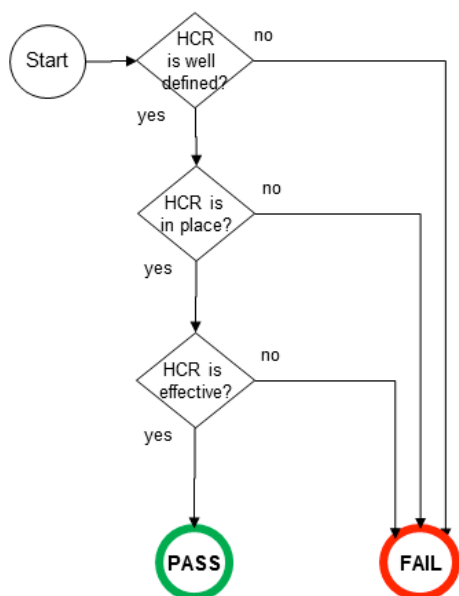 Start
HCR
is well
defined?
no
yes
HCR is
in place?
no
yes
HCR is
effective?
no
yes
PASS
FAIL